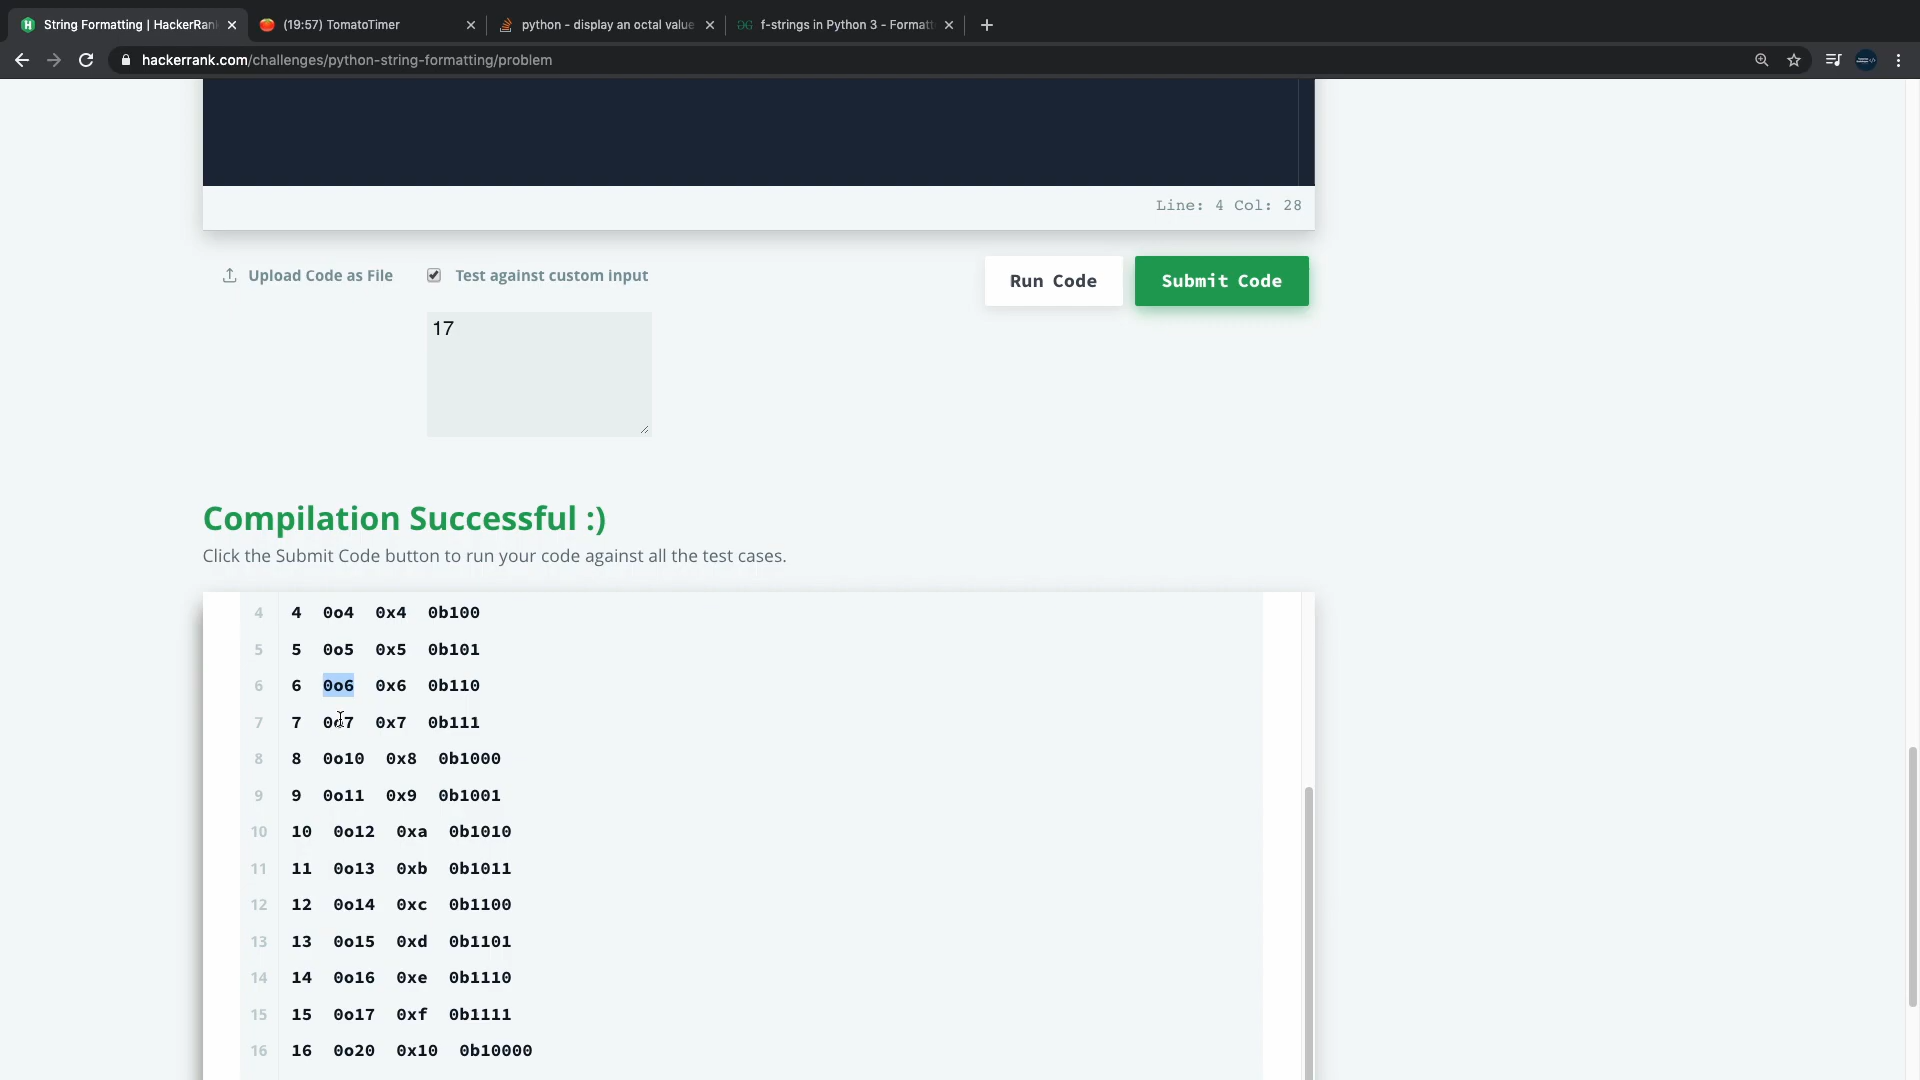 String Formatting | HackerRan
(19:57) TomatoTimer
python - display an octal value
f-strings in Python 3 - Formatt
hackerrank.com/challenges/python-string-formatting/problem
Line: 4 Col: 28
Upload Code as File
Test against custom input
Run Code
Submit Code
17
Compilation Successful :)
Click the Submit Code button to run your code against all the test cases.
4 4 0o4 0x4 0b100
5 5 0o5 0x5 0b101
6 6 0o6 0x6 0b110
7 7 0o7 0x7 0b111
8 8 0o10 0x8 0b1000
9 9 0o11 0x9 0b1001
10 10 0o12 0xa 0b1010
11 11 0o13 0xb 0b1011
12 12 0o14 0xc 0b1100
13 13 0o15 0xd 0b1101
14 14 0o16 0xe 0b1110
15 15 0o17 0xf 0b1111
16 16 0o20 0x10 0b10000